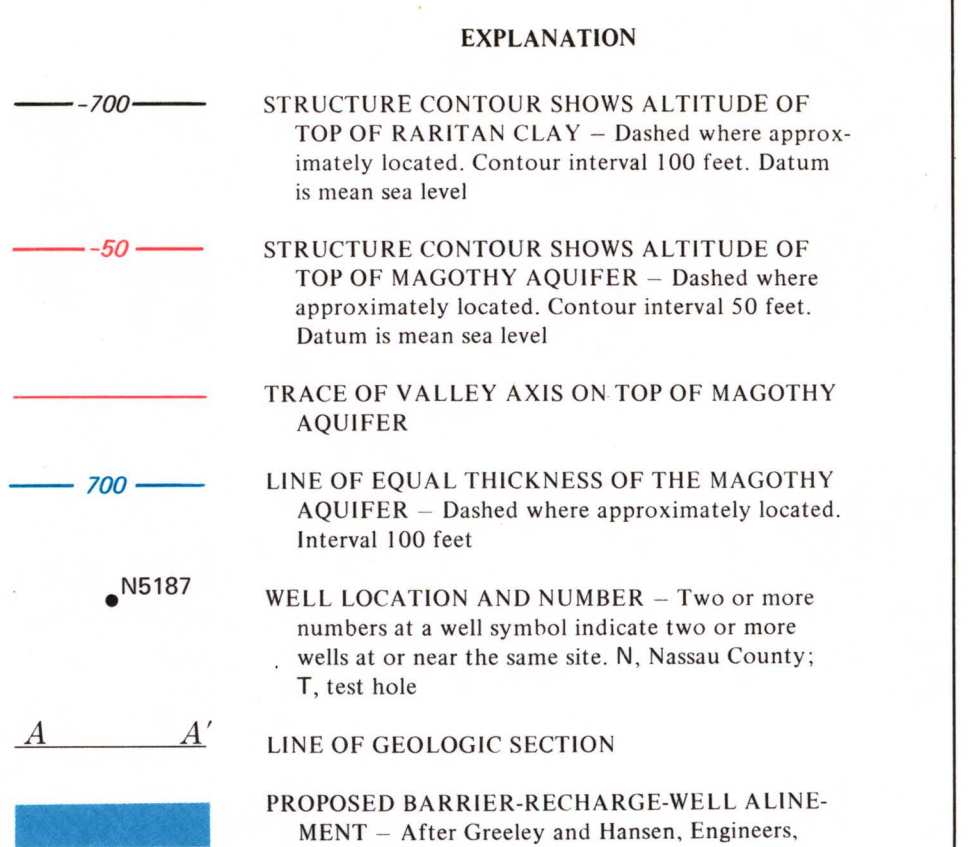 EXPLANATION
-700 STRUCTURE CONTOUR SHOWS ALTITUDE OF
TOP OF RARITAN CLAY – Dashed where approx-
imately located. Contour interval 100 feet. Datum
is mean sea level
-50 STRUCTURE CONTOUR SHOWS ALTITUDE OF
TOP OF MAGOTHY AQUIFER – Dashed where
approximately located. Contour interval 50 feet.
Datum is mean sea level
TRACE OF VALLEY AXIS ON TOP OF MAGOTHY
AQUIFER
700 LINE OF EQUAL THICKNESS OF THE MAGOTHY
AQUIFER – Dashed where approximately located.
Interval 100 feet
N5187 WELL LOCATION AND NUMBER – Two or more
numbers at a well symbol indicate two or more
wells at or near the same site. N, Nassau County;
T, test hole
A A′ LINE OF GEOLOGIC SECTION
PROPOSED BARRIER-RECHARGE-WELL ALINE-
MENT – After Greeley and Hansen, Engineers,